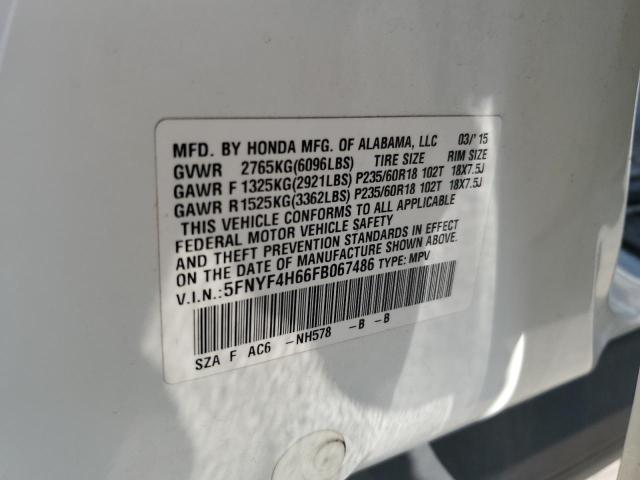 MFD. BY HONDA MFG. OF ALABAMA, LLC 03/'15
GVWR 2765KG(6096LBS) TIRE SIZE RIM SIZE
GAWR F 1325KG(2921LBS) P235/60R18 102T 18X7.5J
GAWR R 1525KG(3362LBS) P235/60R18 102T 18X7.5J
THIS VEHICLE CONFORMS TO ALL APPLICABLE
FEDERAL MOTOR VEHICLE SAFETY
AND THEFT PREVENTION STANDARDS IN EFFECT
ON THE DATE OF MANUFACTURE SHOWN ABOVE.
V.I.N.:5FNYF4H66FB067486 TYPE: MPV
SZA F AC6 -NH578 -B -B